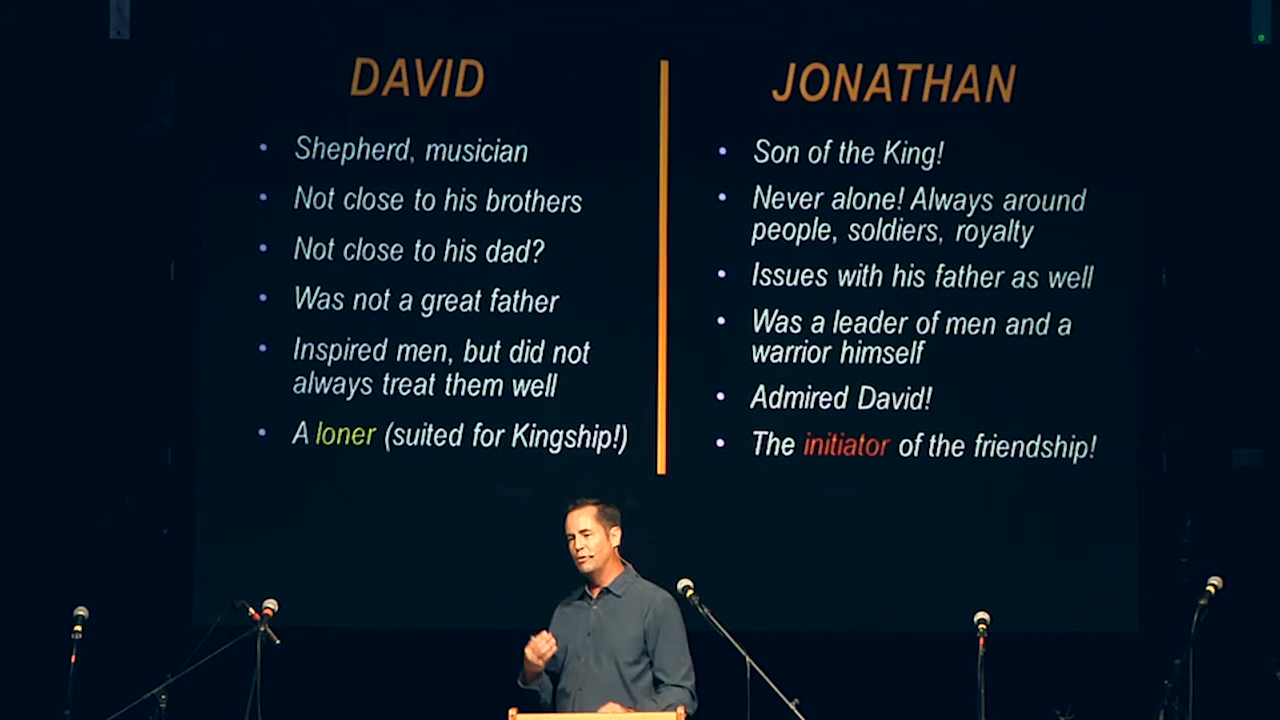 DAVID
• Shepherd, musician
• Not close to his brothers
• Not close to his dad?
• Was not a great father
• Inspired men, but did not
always treat them well
• A loner (suited for Kingship!)
JONATHAN
• Son of the King!
• Never alone! Always around
people, soldiers, royalty
• Issues with his father as well
• Was a leader of men and a
warrior himself
• Admired David!
• The initiator of the friendship!